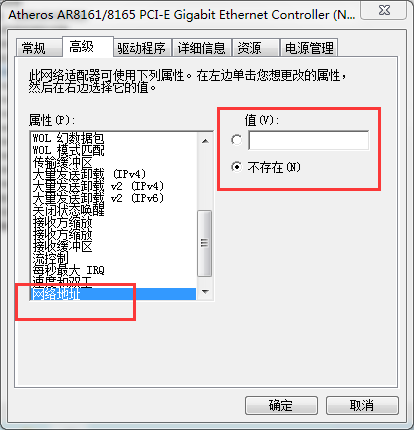 Atheros AR8161/8165 PCI-E Gigabit Ethernet Controller (N...
常规
高级
驱动程序
详细信息
资源
电源管理
此网络适配器可使用下列属性。在左边单击您想更改的属性，
然后在右边选择它的值。
属性(P):
值(V):
WOL 幻数据包
WOL 模式匹配
传输缓冲区
大量发送卸载 (IPv4)
大量发送卸载 v2 (IPv4)
大量发送卸载 v2 (IPv6)
关闭状态唤醒
接收方缩放
接收方缩放
接收缓冲区
流控制
每秒最大 IRQ
速度和双工
网络地址
不存在(N)
确定
取消